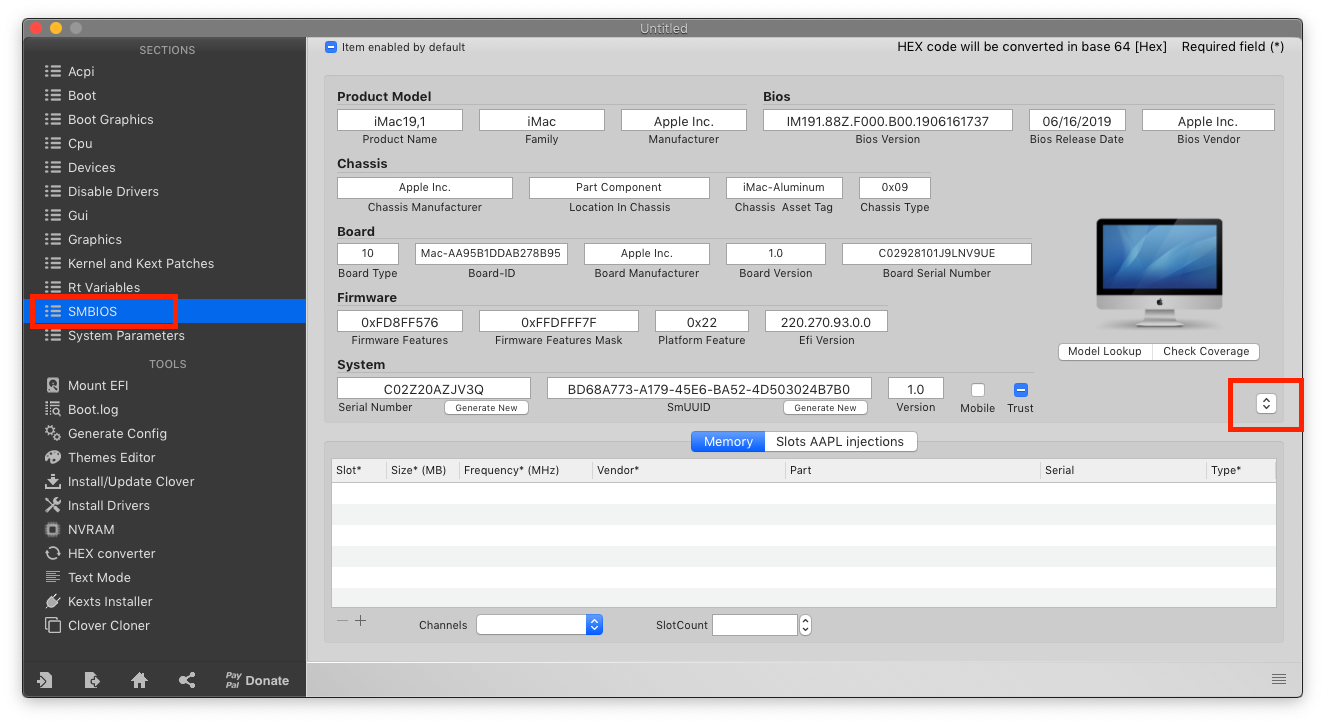 Untitled
SECTIONS
Acpi
Boot
Boot Graphics
Cpu
Devices
Disable Drivers
Gui
Graphics
Kernel and Kext Patches
Rt Variables
SMBIOS
System Parameters
TOOLS
Mount EFI
Boot.log
Generate Config
Themes Editor
Install/Update Clover
Install Drivers
NVRAM
HEX converter
Text Mode
Kexts Installer
Clover Cloner
Pay Pal Donate
Item enabled by default HEX code will be converted in base 64 [Hex] Required field (*)
Product Model Bios
iMac19,1 iMac Apple Inc. IM191.88Z.F000.B00.1906161737 06/16/2019 Apple Inc.
Product Name Family Manufacturer Bios Version Bios Release Date Bios Vendor
Chassis
Apple Inc. Part Component iMac-Aluminum 0x09
Chassis Manufacturer Location In Chassis Chassis Asset Tag Chassis Type
Board
10 Mac-AA95B1DDAB278B95 Apple Inc. 1.0 C02928101J9LNV9UE
Board Type Board-ID Board Manufacturer Board Version Board Serial Number
Firmware
0xFD8FF576 0xFFDFFF7F 0x22 220.270.93.0.0
Firmware Features Firmware Features Mask Platform Feature Efi Version
Model Lookup Check Coverage
System
C02Z20AZJV3Q BD68A773-A179-45E6-BA52-4D503024B7B0 1.0
Serial Number Generate New SmUUID Generate New Version Mobile Trust
Memory Slots AAPL injections
Slot* Size* (MB) Frequency* (MHz) Vendor* Part Serial Type*
Channels SlotCount